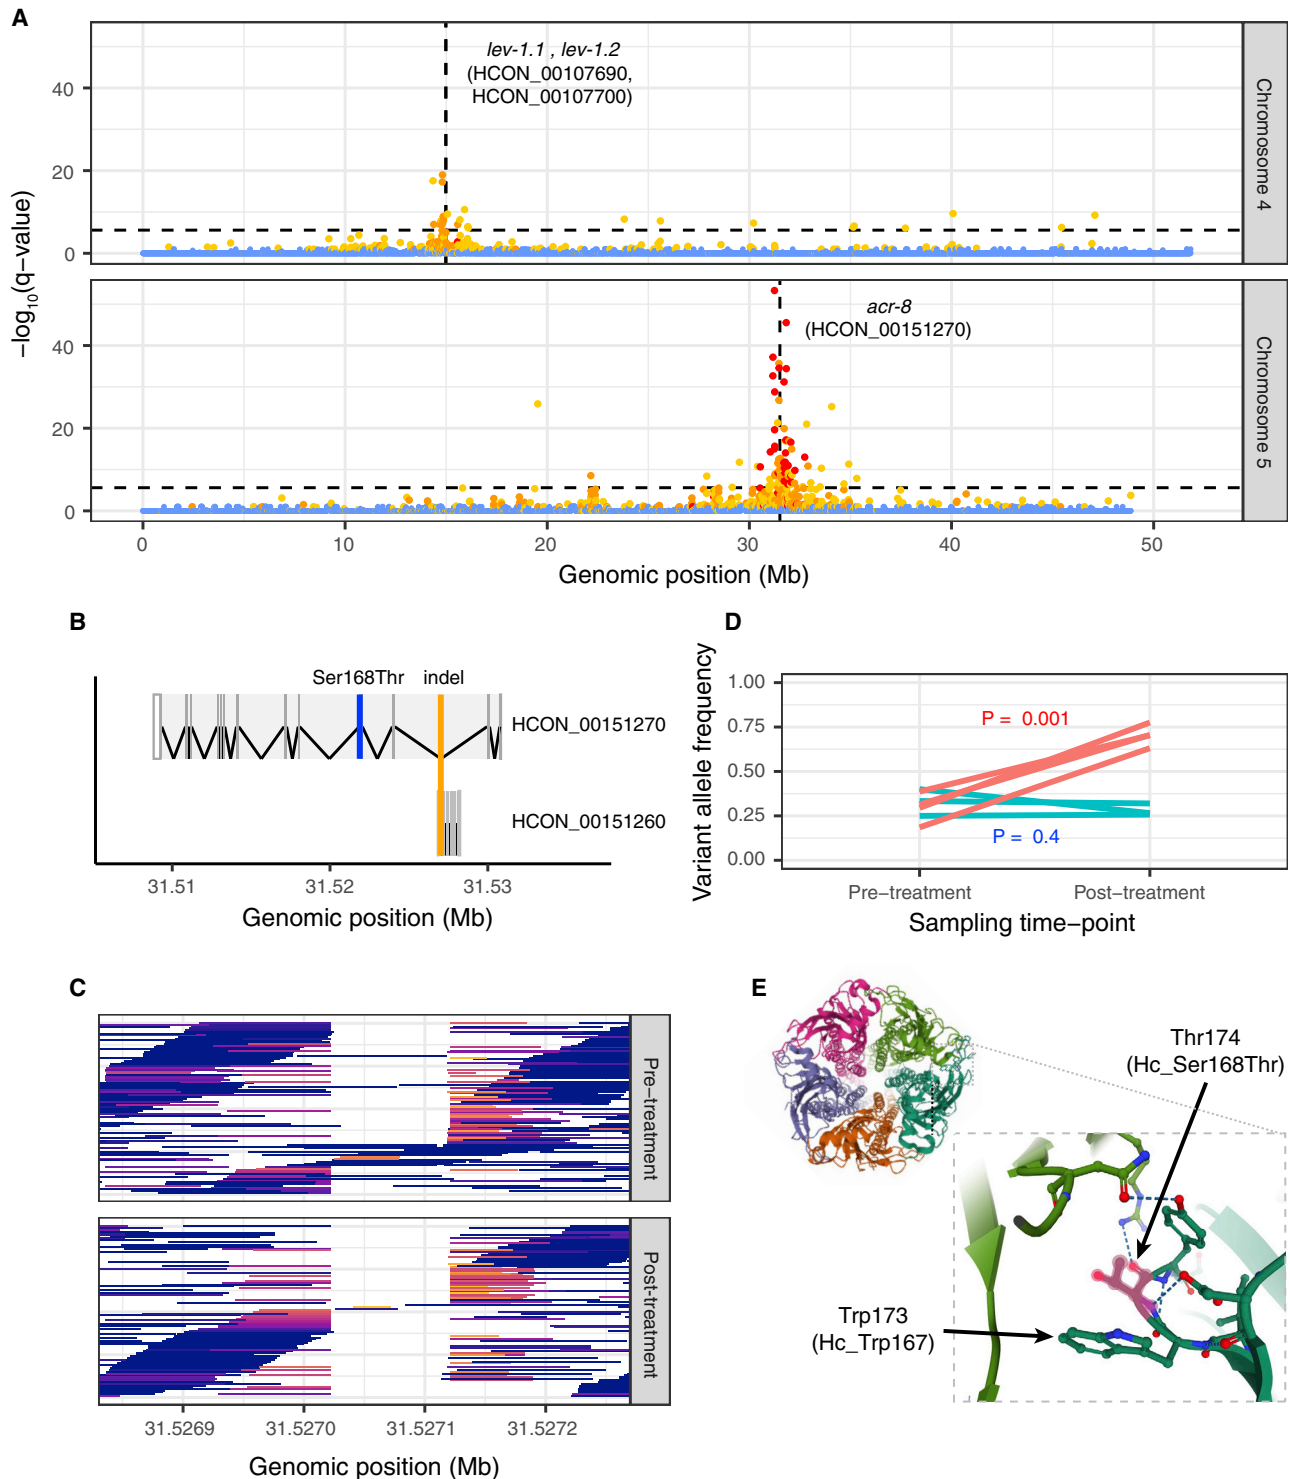 A
lev-1.1 , lev-1.2
(HCON_00107690,
HCON_00107700)
40
20
0
Chromosome 4
−log10(q−value)
acr-8
(HCON_00151270)
40
20
0
Chromosome 5
0 10 20 30 40 50
Genomic position (Mb)
B
Ser168Thr indel
HCON_00151270
HCON_00151260
31.51 31.52 31.53
Genomic position (Mb)
D
Variant allele frequency
1.00
0.75
0.50
0.25
0.00
P = 0.001
P = 0.4
Pre−treatment Post−treatment
Sampling time−point
C
Pre−treatment
Post−treatment
31.5269 31.5270 31.5271 31.5272
Genomic position (Mb)
E
Thr174
(Hc_Ser168Thr)
Trp173
(Hc_Trp167)